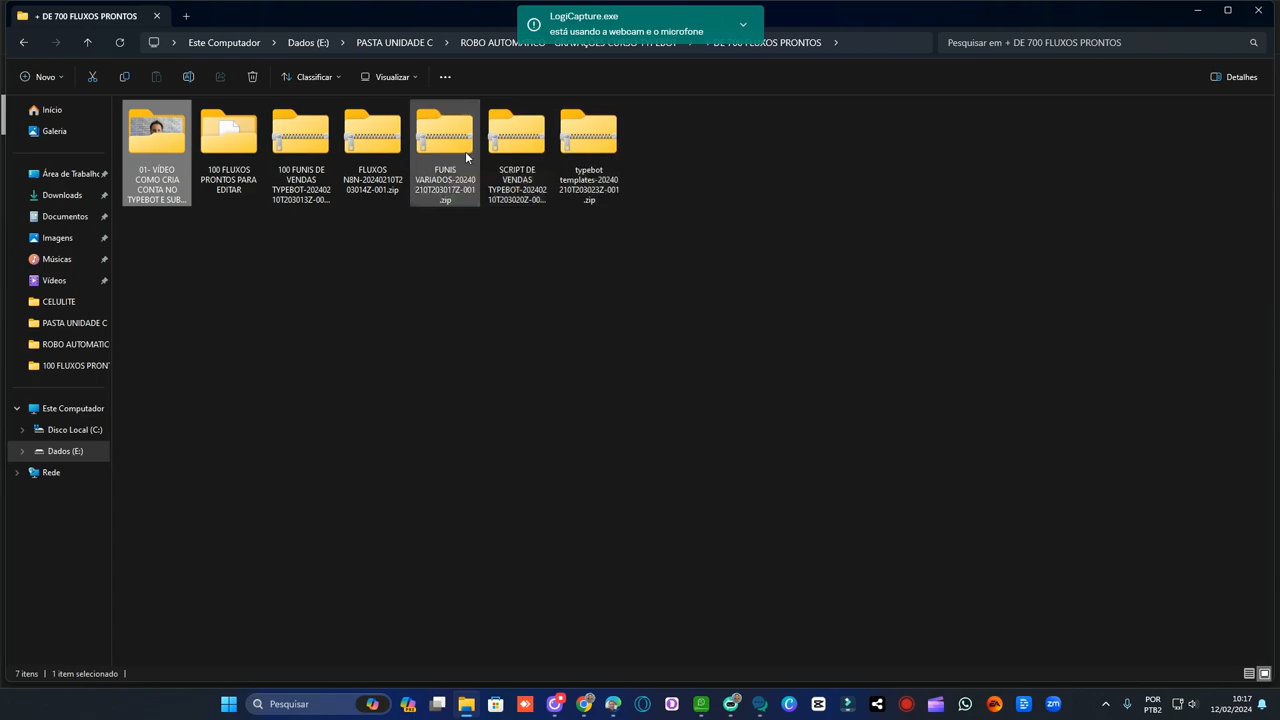 + DE 700 FLUXOS PRONTOS
LogiCapture.exe
está usando a webcam e o microfone
Este Computador
Dados (E:)
PASTA UNIDADE C
ROBO AUTOMATICO - GRAVAÇÕES CURSO TYPEBOT
+ DE 700 FLUXOS PRONTOS
Pesquisar em + DE 700 FLUXOS PRONTOS
Novo
Classificar
Visualizar
Detalhes
Início
Galeria
Área de Trabalho
Downloads
Documentos
Imagens
Músicas
Vídeos
CELULITE
PASTA UNIDADE C
ROBO AUTOMATIC
100 FLUXOS PRONT
Este Computador
Disco Local (C:)
Dados (E:)
Rede
01- VÍDEO
COMO CRIA
CONTA NO
TYPEBOT E SUB...
100 FLUXOS
PRONTOS PARA
EDITAR
100 FUNIS DE
VENDAS
TYPEBOT-202402
10T203013Z-00...
FLUXOS
N8N-20240210T2
03014Z-001.zip
FUNIS
VARIADOS-20240
210T203017Z-001
.zip
SCRIPT DE
VENDAS
TYPEBOT-202402
10T203020Z-00...
typebot
templates-20240
210T203023Z-001
.zip
7 itens
1 item selecionado
Pesquisar
POR
PTB2
10:17
12/02/2024